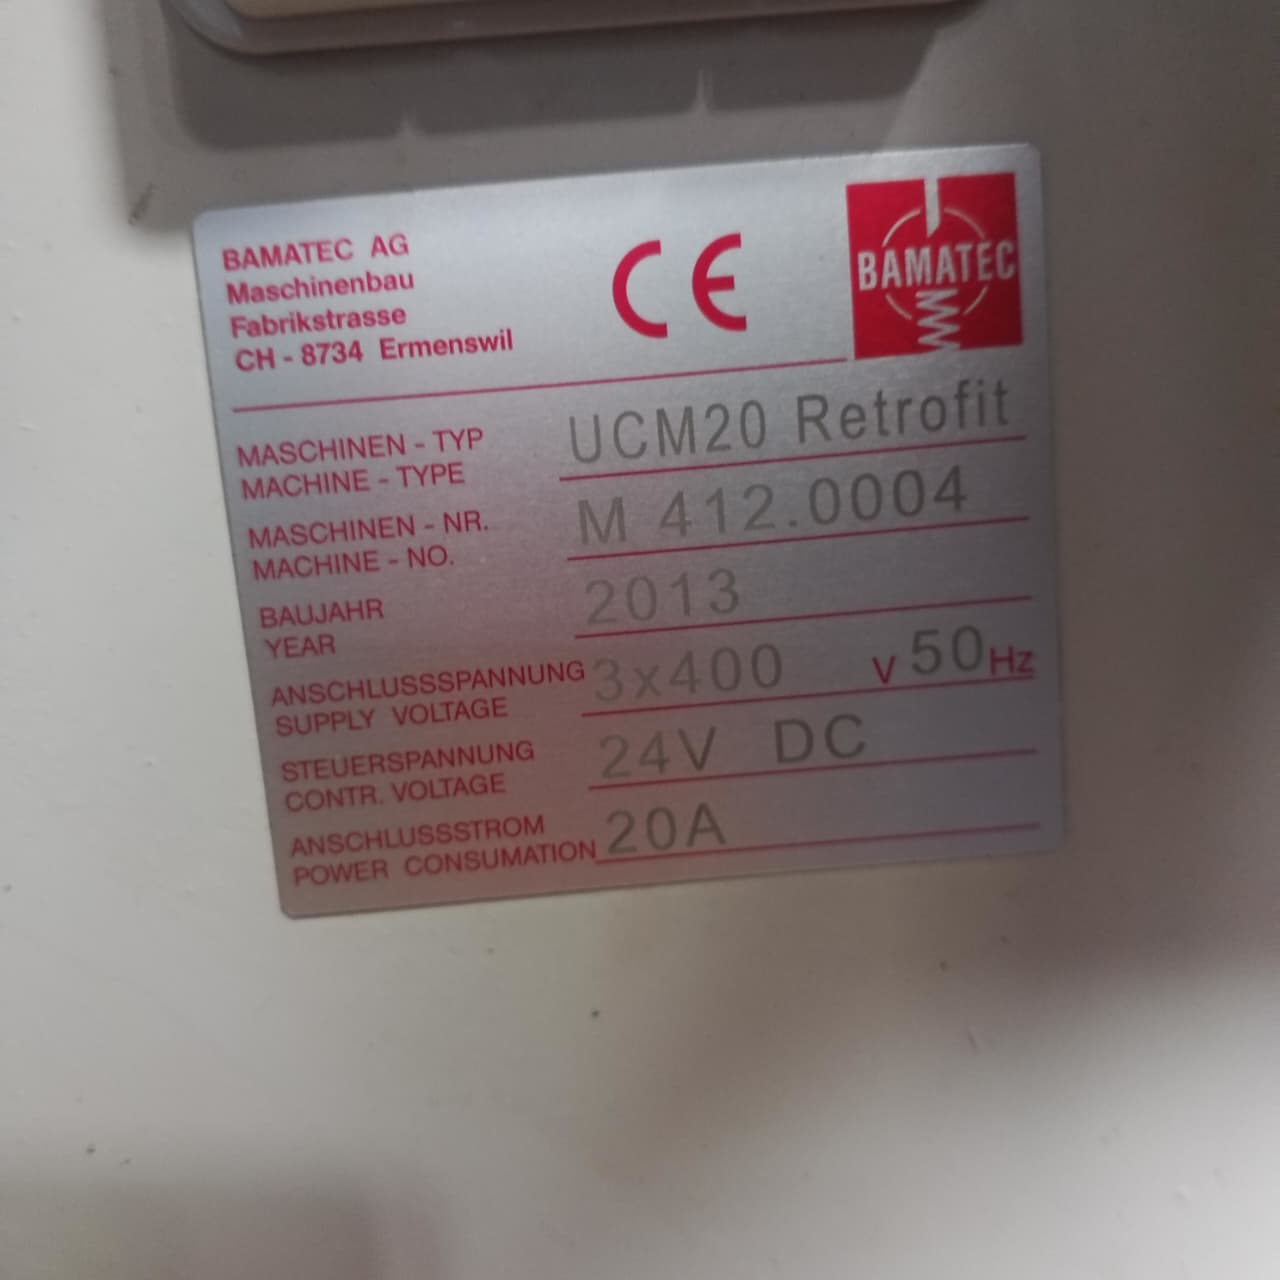 BAMATEC AG
Maschinenbau
Fabrikstrasse
CH - 8734 Ermenswil
CE
BAMATEC
MASCHINEN - TYP
MACHINE - TYPE
UCM20 Retrofit
MASCHINEN - NR.
MACHINE - NO.
M 412.0004
BAUJAHR
YEAR
2013
ANSCHLUSSSPANNUNG
SUPPLY VOLTAGE
3x400 V 50Hz
STEUERSPANNUNG
CONTR. VOLTAGE
24V DC
ANSCHLUSSSTROM
POWER CONSUMATION
20A